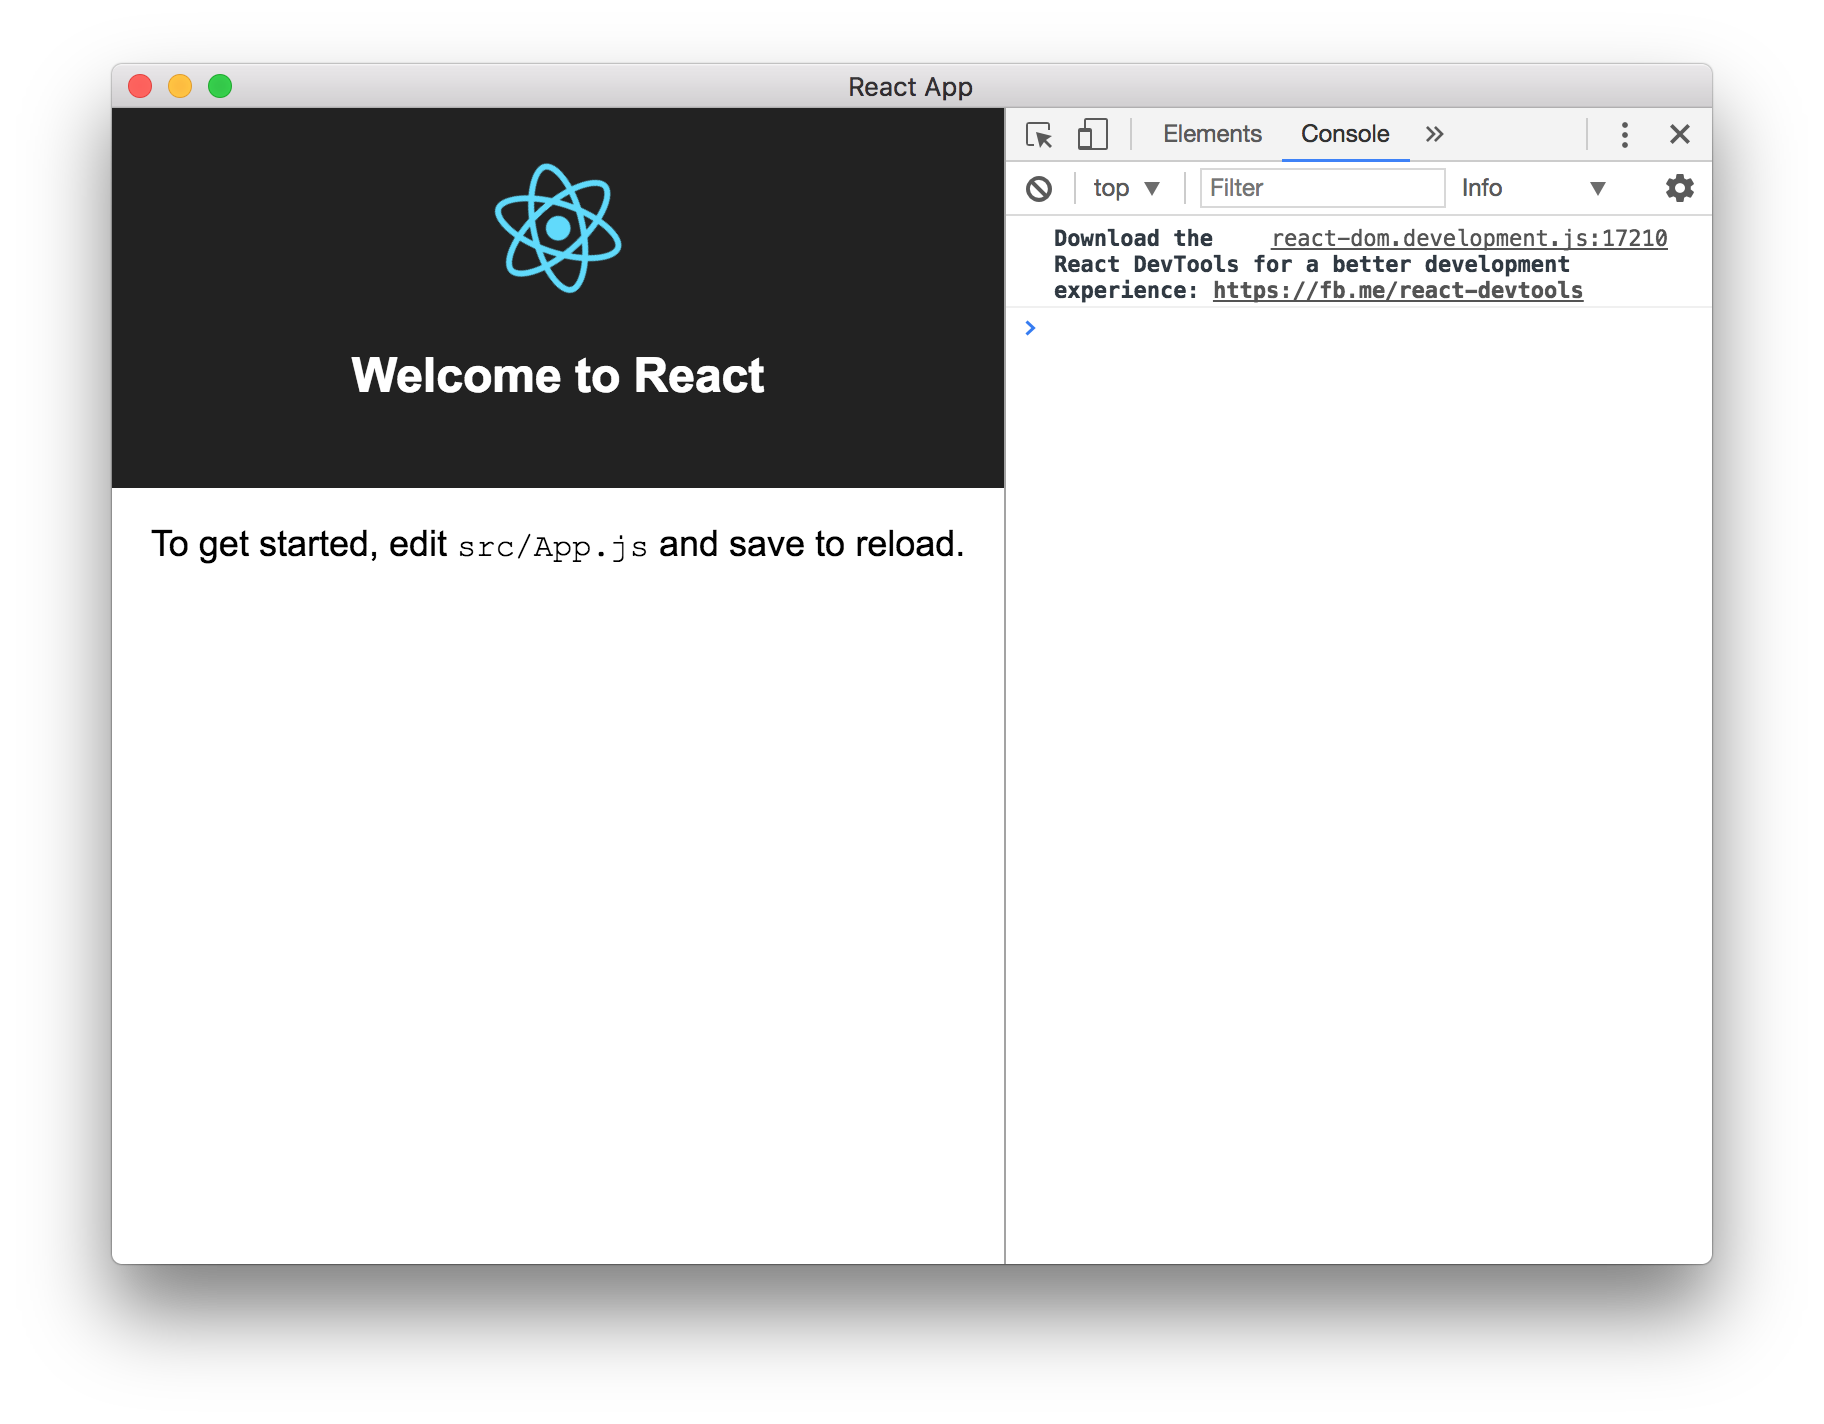 React App
Welcome to React
To get started, edit src/App.js and save to reload.
Elements Console
top Filter Info
Download the react-dom.development.js:17210
React DevTools for a better development
experience: https://fb.me/react-devtools